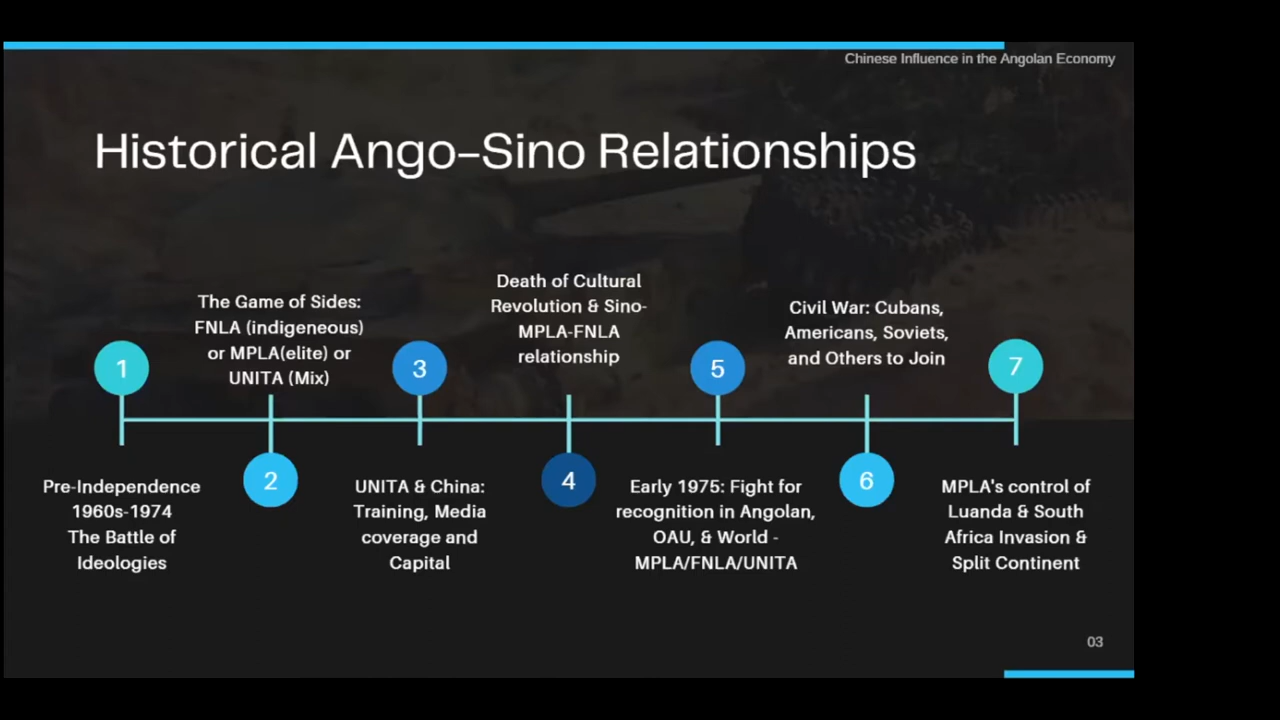 Chinese Influence in the Angolan Economy
Historical Ango–Sino Relationships
1
Pre-Independence
1960s-1974
The Battle of
Ideologies
The Game of Sides:
FNLA (indigeneous)
or MPLA(elite) or
UNITA (Mix)
2
3
UNITA & China:
Training, Media
coverage and
Capital
Death of Cultural
Revolution & Sino-
MPLA-FNLA
relationship
4
5
Early 1975: Fight for
recognition in Angolan,
OAU, & World -
MPLA/FNLA/UNITA
Civil War: Cubans,
Americans, Soviets,
and Others to Join
6
7
MPLA's control of
Luanda & South
Africa Invasion &
Split Continent
03